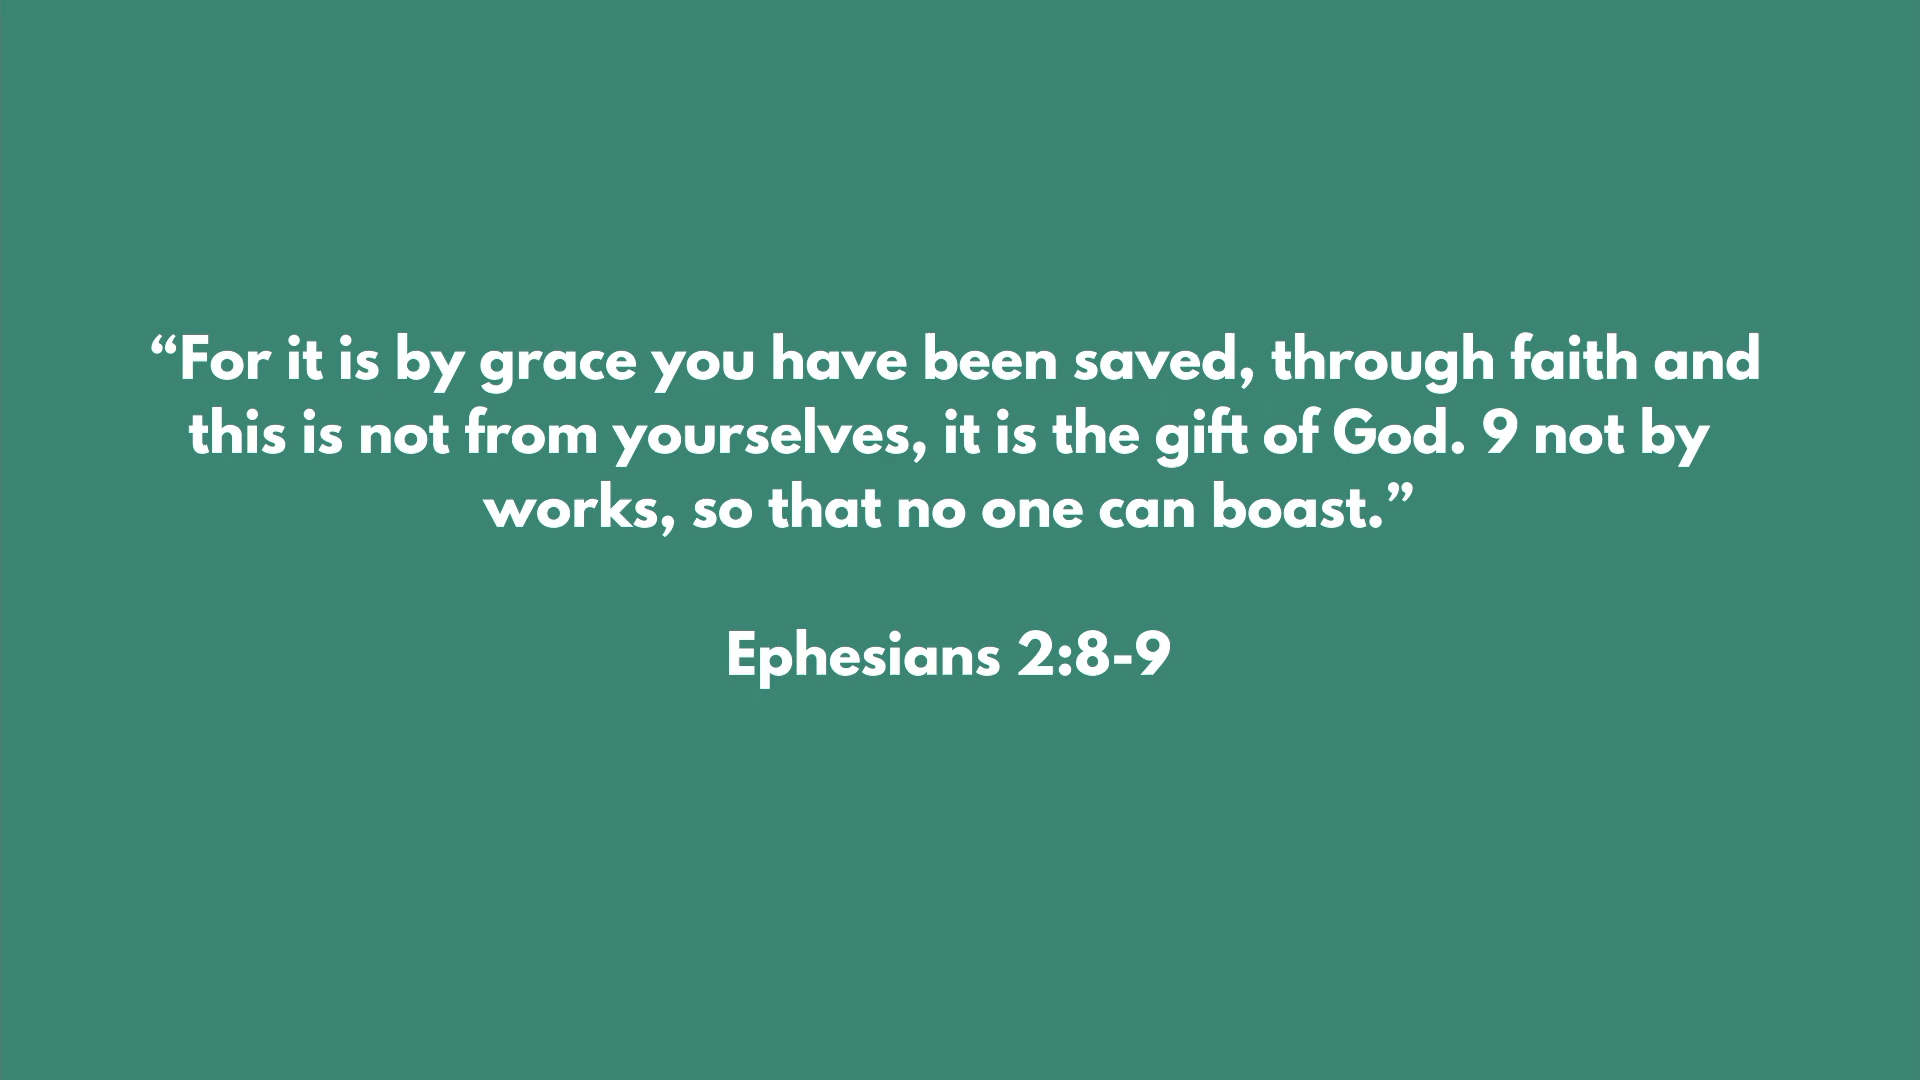 “For it is by grace you have been saved, through faith and
this is not from yourselves, it is the gift of God. 9 not by
works, so that no one can boast.”
Ephesians 2:8-9